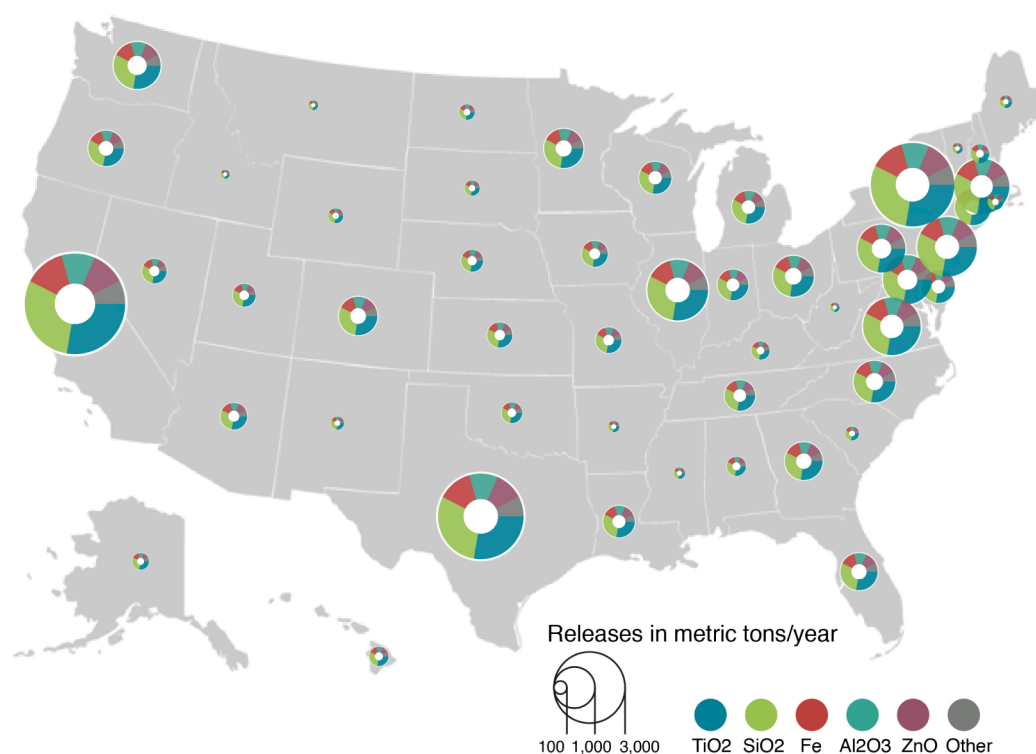 Releases in metric tons/year
100 1,000 3,000
TiO2 SiO2 Fe Al2O3 ZnO Other